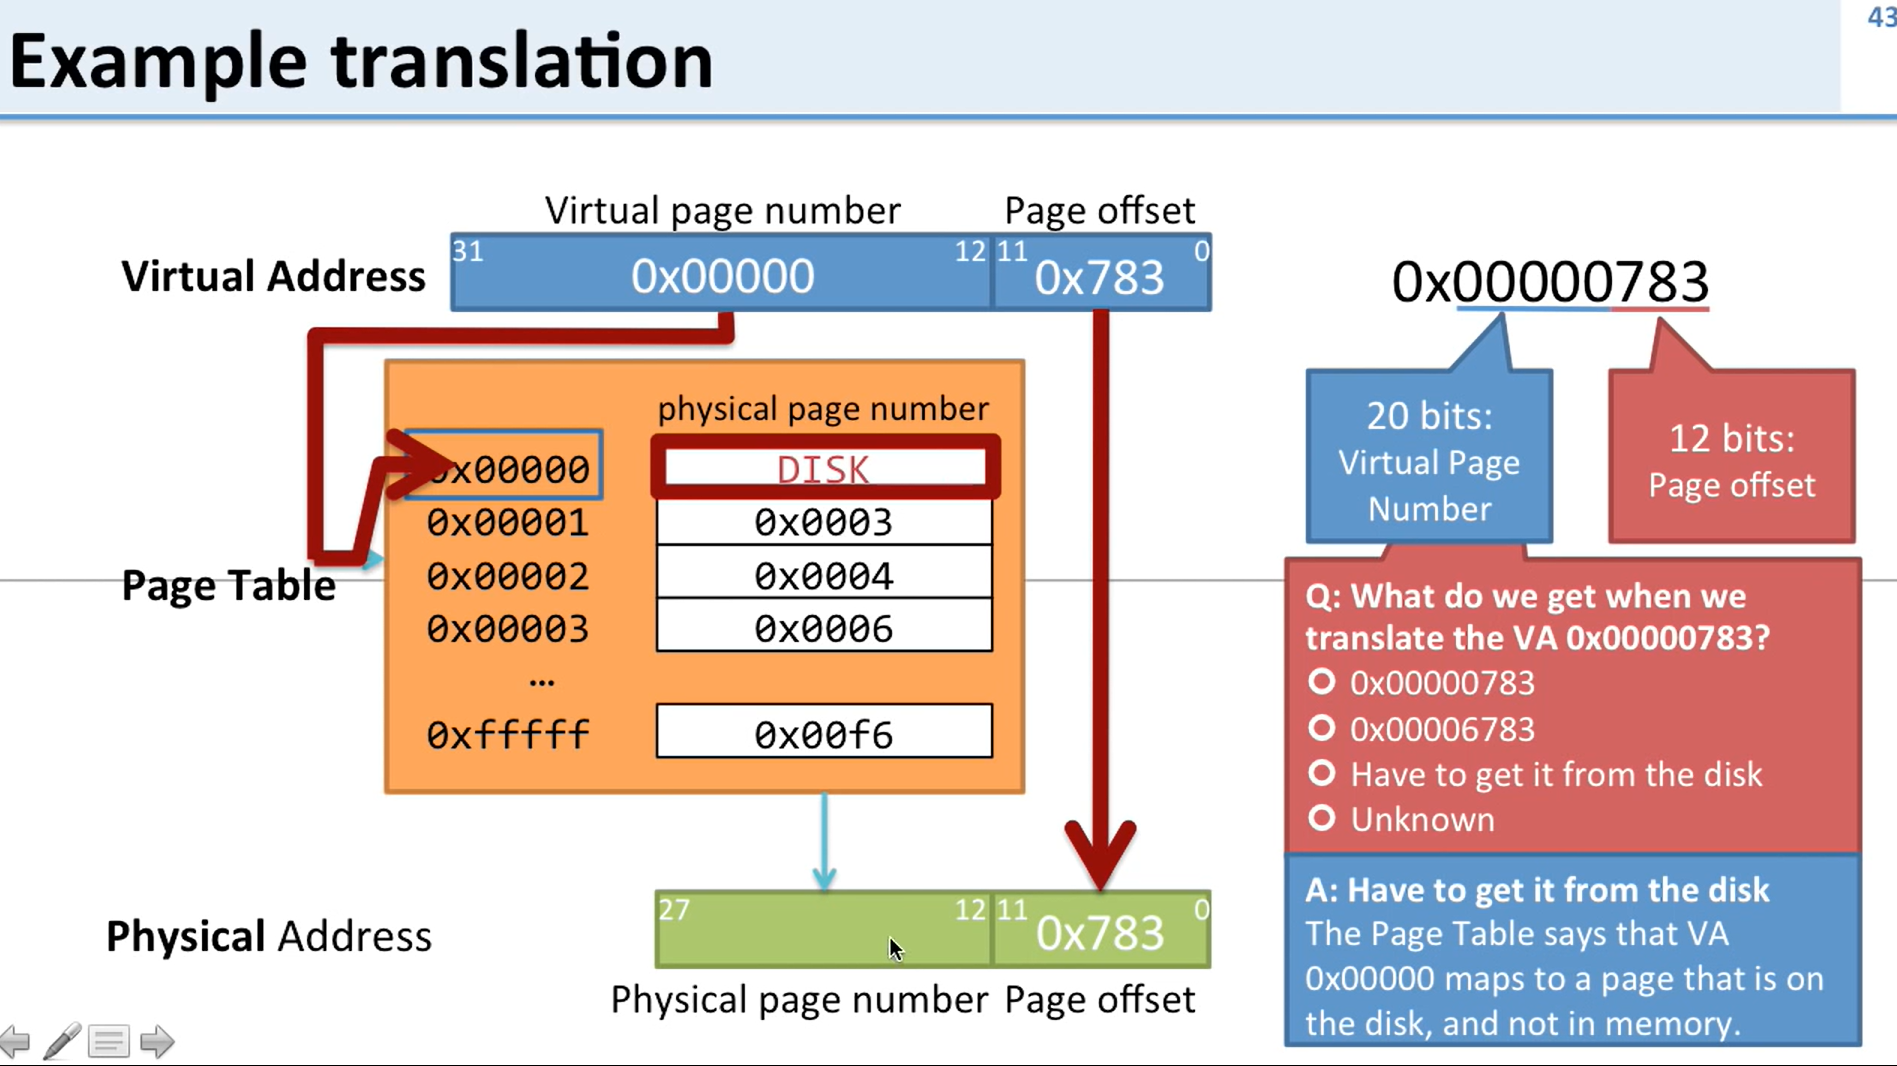 Example translation
43
Virtual page number Page offset
Virtual Address
31 0x00000 12 11 0x783 0
0x00000783
20 bits:
Virtual Page
Number
12 bits:
Page offset
physical page number
0x00000 DISK
0x00001 0x0003
0x00002 0x0004
Page Table
0x00003 0x0006
...
0xfffff 0x00f6
Q: What do we get when we
translate the VA 0x00000783?
0x00000783
0x00006783
Have to get it from the disk
Unknown
A: Have to get it from the disk
The Page Table says that VA
0x00000 maps to a page that is on
the disk, and not in memory.
Physical Address
27 12 11 0x783 0
Physical page number Page offset